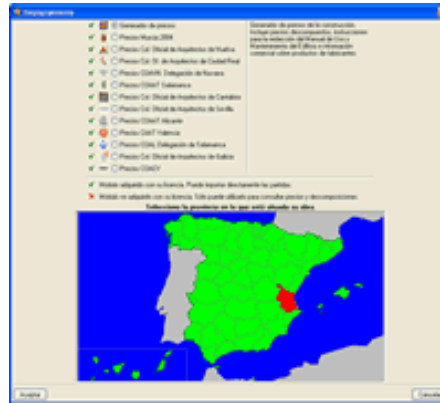 Generador de precios
Precios Murcia 2004
Precios Col. Oficial de Arquitectos de Huelva
Precios Col. Of. de Arquitectos de Ciudad Real
Delegación de Navarra
Precios COAAT Salamanca
Precios Col. Oficial de Arquitectos de Cantabria
Precios Col. Oficial de Arquitectos de Sevilla
Precios COAAT Alicante
Precios CAAT Valencia
Precios COAL Delegación de Salamanca
Precios Col. Oficial de Arquitectos de Galicia
Precios COACV
Generador de precios de la construcción.
Incluye precios descompuestos, instrucciones
para la redacción del Manual de Uso y
Mantenimiento del Edificio e información
comercial sobre productos de fabricantes.
Módulo adquirido con su licencia. Puede importar directamente las partidas.
Módulo no adquirido con su licencia. Sólo puede utilizarlo para consultar precios y descomposiciones.
Seleccione la provincia en la que está situada su obra.
Aceptar
Cancelar